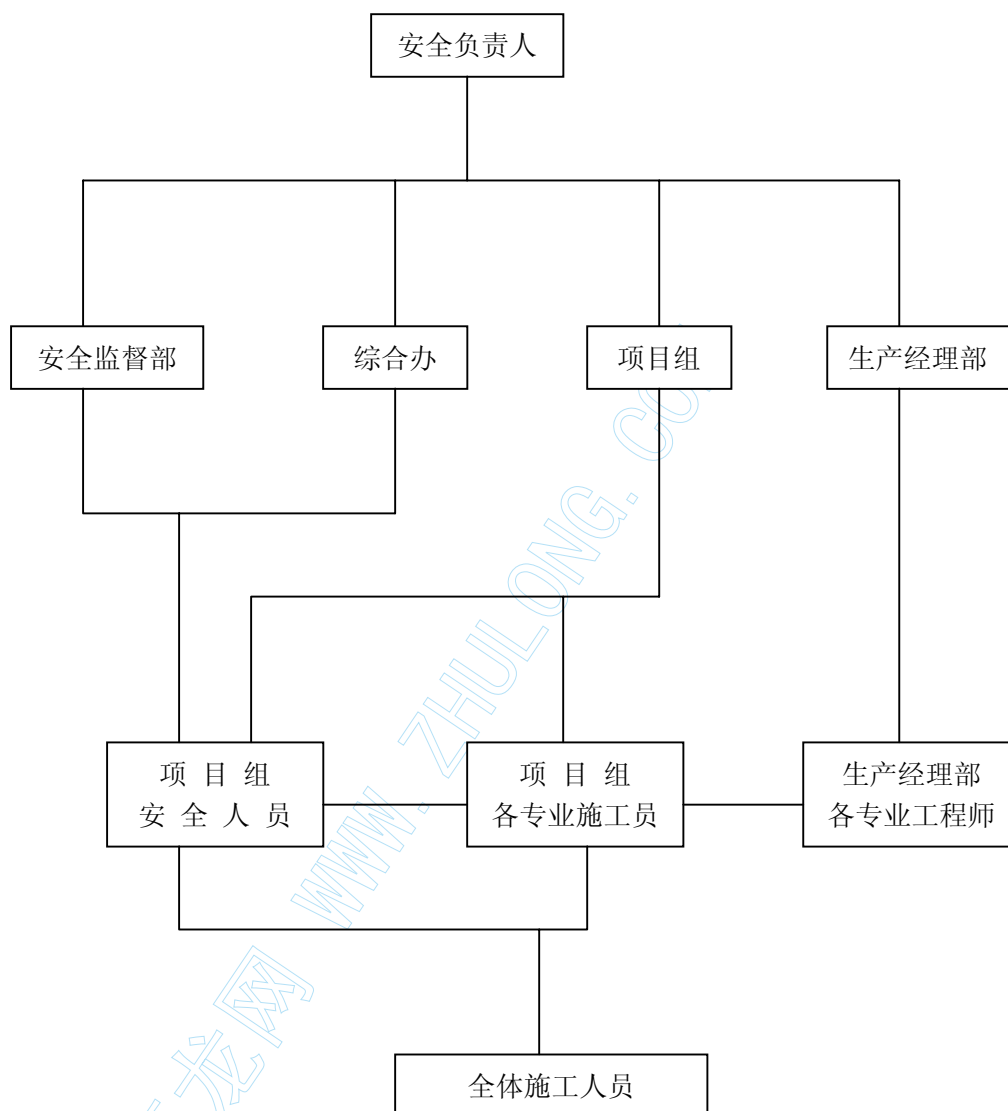 安全负责人
安全监督部
综合办
项目组
生产经理部
项 目 组
安 全 人 员
项 目 组
各专业施工员
生产经理部
各专业工程师
全体施工人员
龙网 WWW.ZHULONG.CO